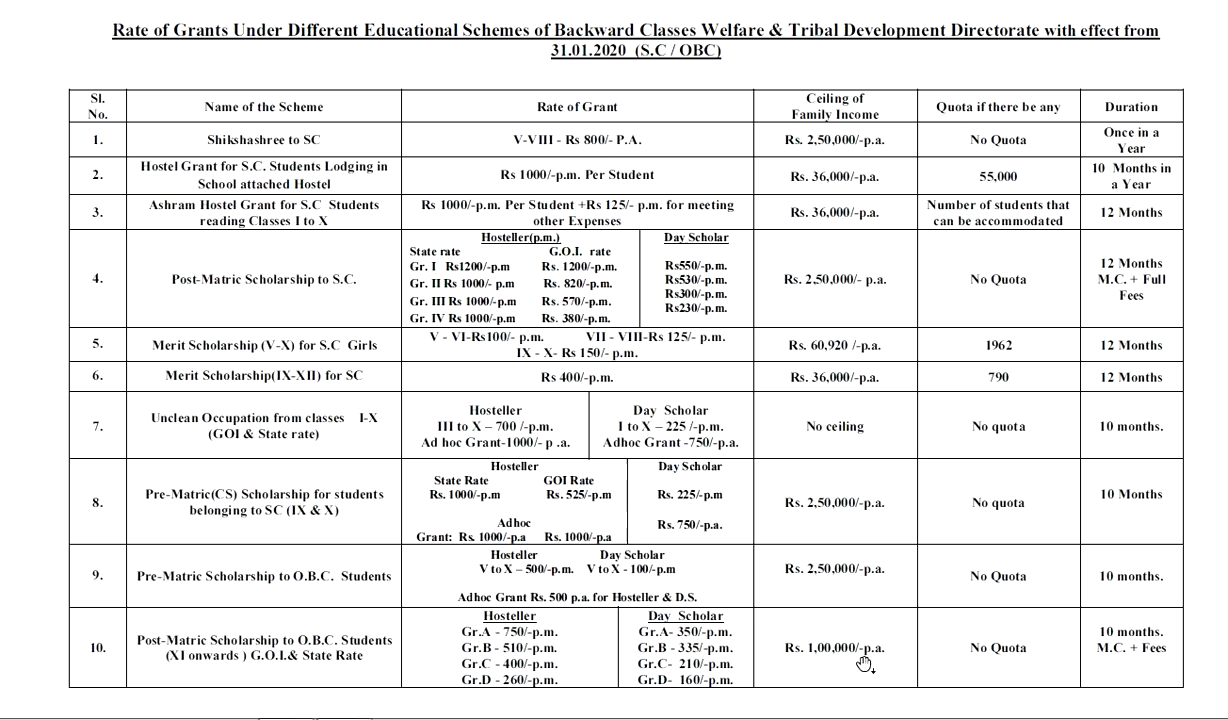 Rate of Grants Under Different Educational Schemes of Backward Classes Welfare & Tribal Development Directorate with effect from
31.01.2020 (S.C / OBC)
Sl. No. Name of the Scheme Rate of Grant Ceiling of Family Income Quota if there be any Duration
1. Shikshashree to SC V-VIII - Rs 800/- P.A. Rs. 2,50,000/-p.a. No Quota Once in a Year
2. Hostel Grant for S.C. Students Lodging in School attached Hostel Rs 1000/-p.m. Per Student Rs. 36,000/-p.a. 55,000 10 Months in a Year
3. Ashram Hostel Grant for S.C Students reading Classes I to X Rs 1000/-p.m. Per Student +Rs 125/- p.m. for meeting other Expenses Rs. 36,000/-p.a. Number of students that can be accommodated 12 Months
4. Post-Matric Scholarship to S.C.
Hosteller(p.m.) Day Scholar
State rate G.O.I. rate
Gr. I Rs1200/-p.m Rs. 1200/-p.m. Rs550/-p.m.
Gr. II Rs 1000/- p.m Rs. 820/-p.m. Rs530/-p.m.
Gr. III Rs 1000/-p.m Rs. 570/-p.m. Rs300/-p.m.
Gr. IV Rs 1000/-p.m Rs. 380/-p.m. Rs230/-p.m.
Rs. 2,50,000/- p.a. No Quota 12 Months M.C. + Full Fees
5. Merit Scholarship (V-X) for S.C Girls
V - VI-Rs100/- p.m. VII - VIII-Rs 125/- p.m.
IX - X- Rs 150/- p.m.
Rs. 60,920 /-p.a. 1962 12 Months
6. Merit Scholarship(IX-XII) for SC Rs 400/-p.m. Rs. 36,000/-p.a. 790 12 Months
7. Unclean Occupation from classes I-X (GOI & State rate)
Hosteller Day Scholar
III to X – 700 /-p.m. I to X – 225 /-p.m.
Ad hoc Grant-1000/- p .a. Adhoc Grant -750/-p.a.
No ceiling No quota 10 months.
8. Pre-Matric(CS) Scholarship for students belonging to SC (IX & X)
Hosteller Day Scholar
State Rate GOI Rate
Rs. 1000/-p.m Rs. 525/-p.m Rs. 225/-p.m
Adhoc
Grant: Rs. 1000/-p.a Rs. 1000/-p.a Rs. 750/-p.a.
Rs. 2,50,000/-p.a. No quota 10 Months
9. Pre-Matric Scholarship to O.B.C. Students
Hosteller Day Scholar
V to X – 500/-p.m. V to X - 100/-p.m
Adhoc Grant Rs. 500 p.a. for Hosteller & D.S.
Rs. 2,50,000/-p.a. No Quota 10 months.
10. Post-Matric Scholarship to O.B.C. Students (XI onwards ) G.O.I.& State Rate
Hosteller Day Scholar
Gr.A - 750/-p.m. Gr.A- 350/-p.m.
Gr.B - 510/-p.m. Gr.B - 335/-p.m.
Gr.C - 400/-p.m. Gr.C- 210/-p.m.
Gr.D - 260/-p.m. Gr.D- 160/-p.m.
Rs. 1,00,000/-p.a. No Quota 10 months. M.C. + Fees